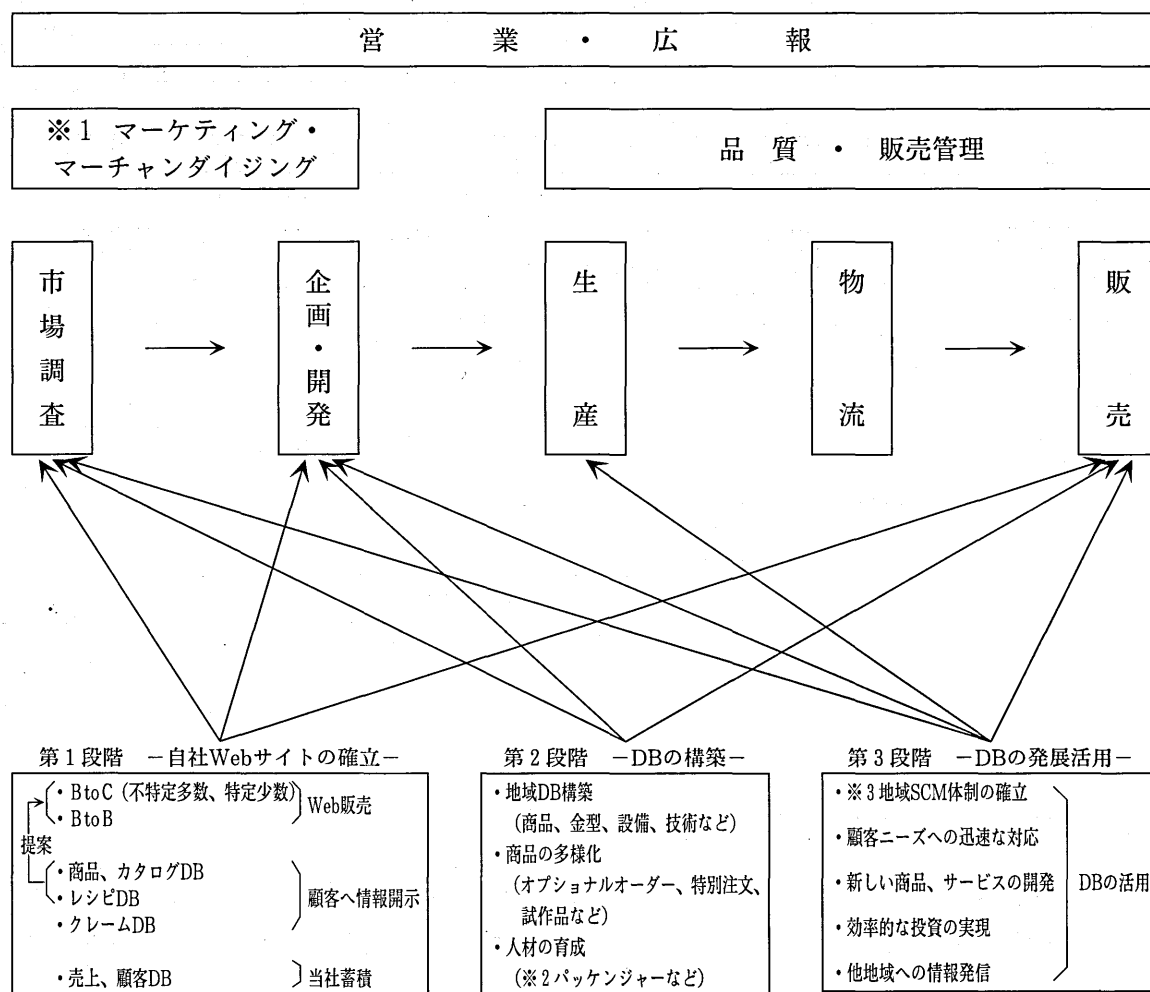 営業・広報
※1 マーケティング・
マーチャンダイジング
品質・販売管理
市場調査
企画・開発
生産
物流
販売
第1段階 −自社Webサイトの確立−
・BtoC（不特定多数、特定少数）
・BtoB
Web販売
提案
・商品、カタログDB
・レシピDB
・クレームDB
顧客へ情報開示
・売上、顧客DB
当社蓄積
第2段階 −DBの構築−
・地域DB構築
（商品、金型、設備、技術など）
・商品の多様化
（オプショナルオーダー、特別注文、
試作品など）
・人材の育成
（※2パッケンジャーなど）
第3段階 −DBの発展活用−
・※3地域SCM体制の確立
・顧客ニーズへの迅速な対応
・新しい商品、サービスの開発
・効率的な投資の実現
・他地域への情報発信
DBの活用